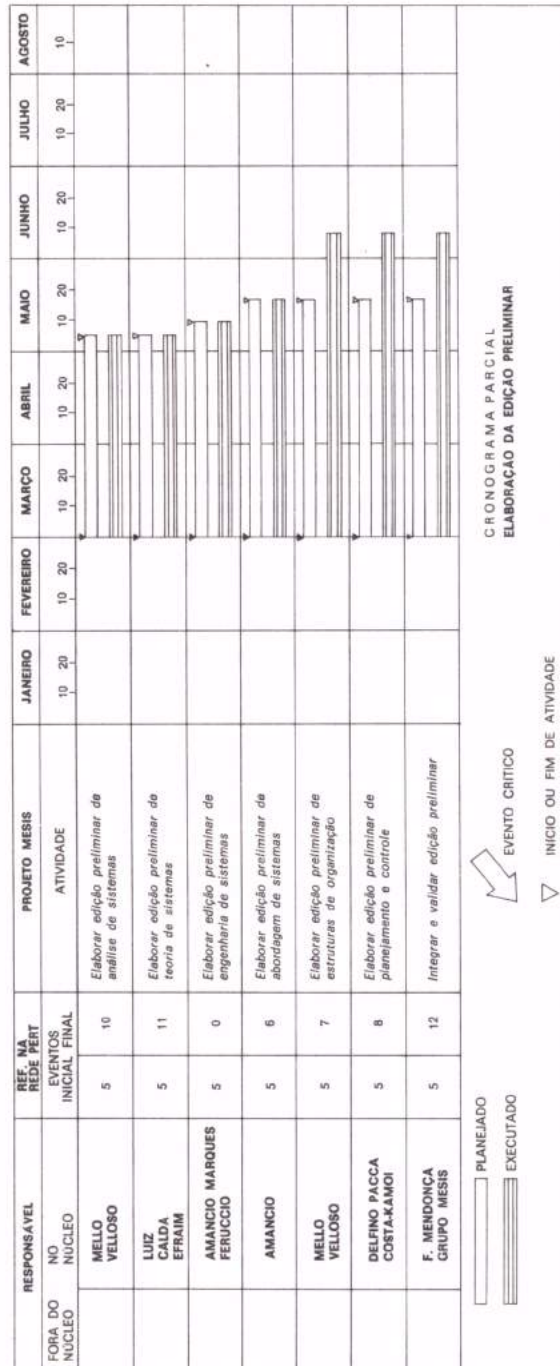 RESPONSÁVEL
REF. NA
REDE PERT
PROJETO MESIS
JANEIRO
FEVEREIRO
MARÇO
ABRIL
MAIO
JUNHO
JULHO
AGOSTO
FORA DO
NÚCLEO
NO
NÚCLEO
EVENTOS
INICIAL FINAL
ATIVIDADE
10 20
10 20
10 20
10 20
10 20
10 20
10 20
10
MELLO
VELLOSO
5
10
Elaborar edição preliminar de
análise de sistemas
LUIZ
CALDA
EFRAIM
5
11
Elaborar edição preliminar de
teoria de sistemas
AMANCIO MARQUES
FERUCCIO
5
0
Elaborar edição preliminar de
engenharia de sistemas
AMANCIO
5
6
Elaborar edição preliminar de
abordagem de sistemas
MELLO
VELLOSO
5
7
Elaborar edição preliminar de
estruturas de organização
DELFINO PACCA
COSTA-KAMOI
5
8
Elaborar edição preliminar de
planejamento e controle
F. MENDONÇA
GRUPO MESIS
5
12
Integrar e validar edição preliminar
PLANEJADO
EXECUTADO
EVENTO CRITICO
INICIO OU FIM DE ATIVIDADE
CRONOGRAMA PARCIAL
ELABORAÇÃO DA EDIÇÃO PRELIMINAR